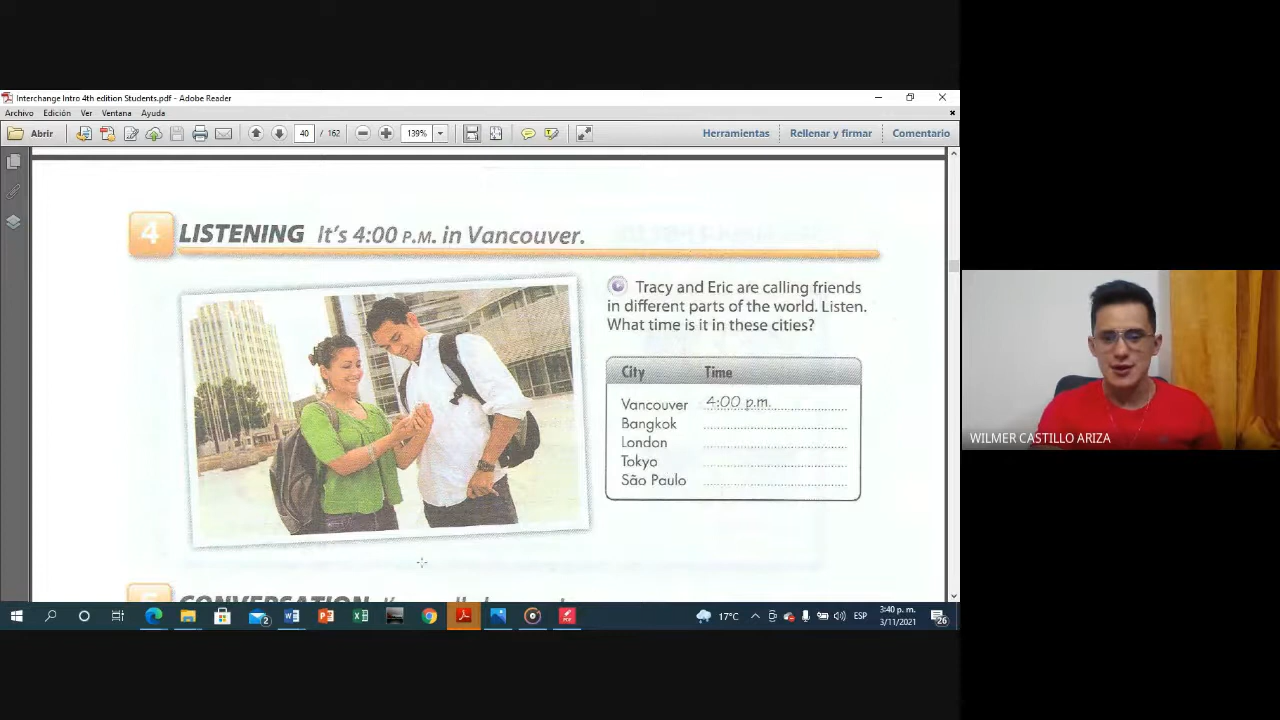 Interchange Intro 4th edition Students.pdf - Adobe Reader
Archivo Edición Ver Ventana Ayuda
Abrir 40 / 162 139% Herramientas Rellenar y firmar Comentario
4 LISTENING It's 4:00 P.M. in Vancouver.
Tracy and Eric are calling friends
in different parts of the world. Listen.
What time is it in these cities?
City Time
Vancouver 4:00 p.m.
Bangkok
London
Tokyo
São Paulo
WILMER CASTILLO ARIZA
CONVERSATION
2 17°C ESP 3:40 p. m.
3/11/2021 26